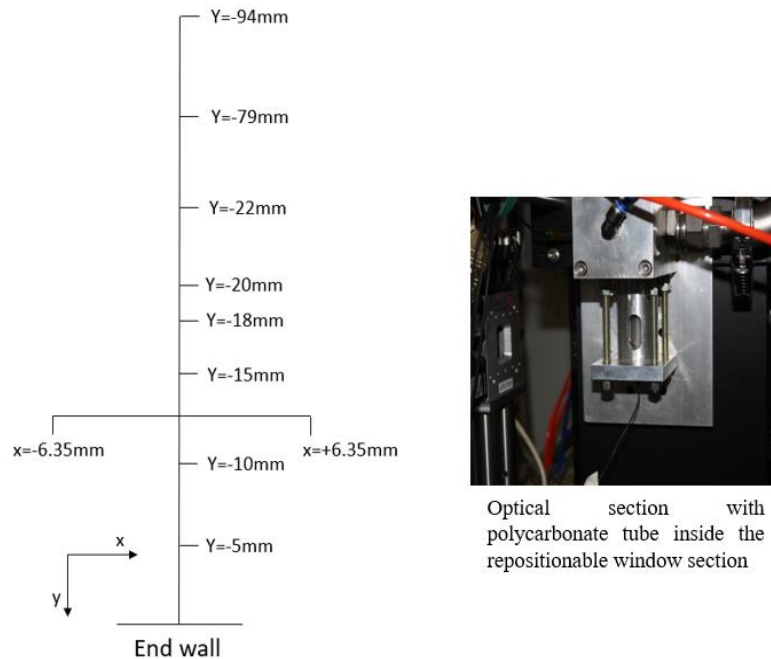 Y=-94mm
Y=-79mm
Y=-22mm
Y=-20mm
Y=-18mm
Y=-15mm
x=-6.35mm
x=+6.35mm
Y=-10mm
Y=-5mm
x
y
End wall
Optical section with
polycarbonate tube inside the
repositionable window section